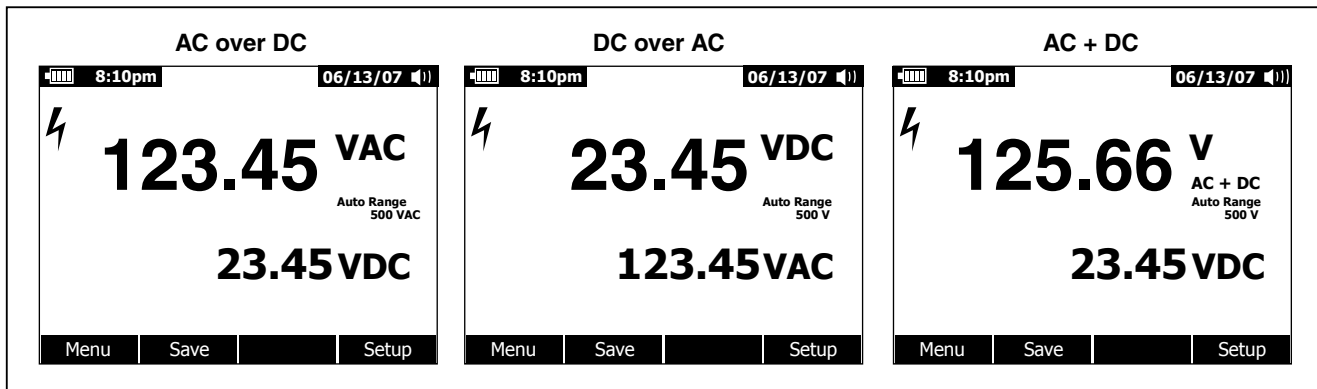 AC over DC
8:10pm 06/13/07
123.45 VAC
Auto Range
500 VAC
23.45 VDC
Menu Save Setup
DC over AC
8:10pm 06/13/07
23.45 VDC
Auto Range
500 V
123.45 VAC
Menu Save Setup
AC + DC
8:10pm 06/13/07
125.66 V
AC + DC
Auto Range
500 V
23.45 VDC
Menu Save Setup